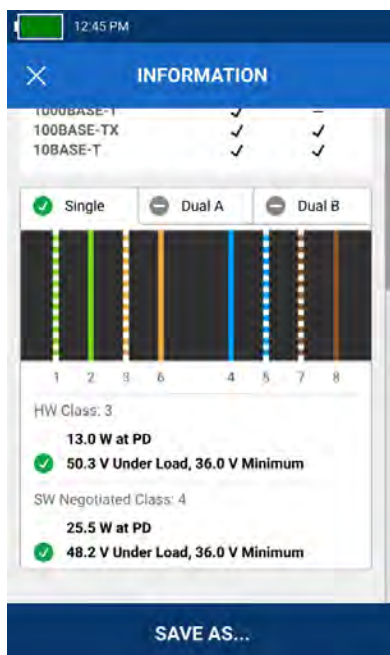 12:45 PM
INFORMATION
1000BASE-T
100BASE-TX
10BASE-T
Single
Dual A
Dual B
1 2 3 6 4 5 7 8
HW Class: 3
13.0 W at PD
50.3 V Under Load, 36.0 V Minimum
SW Negotiated Class: 4
25.5 W at PD
48.2 V Under Load, 36.0 V Minimum
SAVE AS...